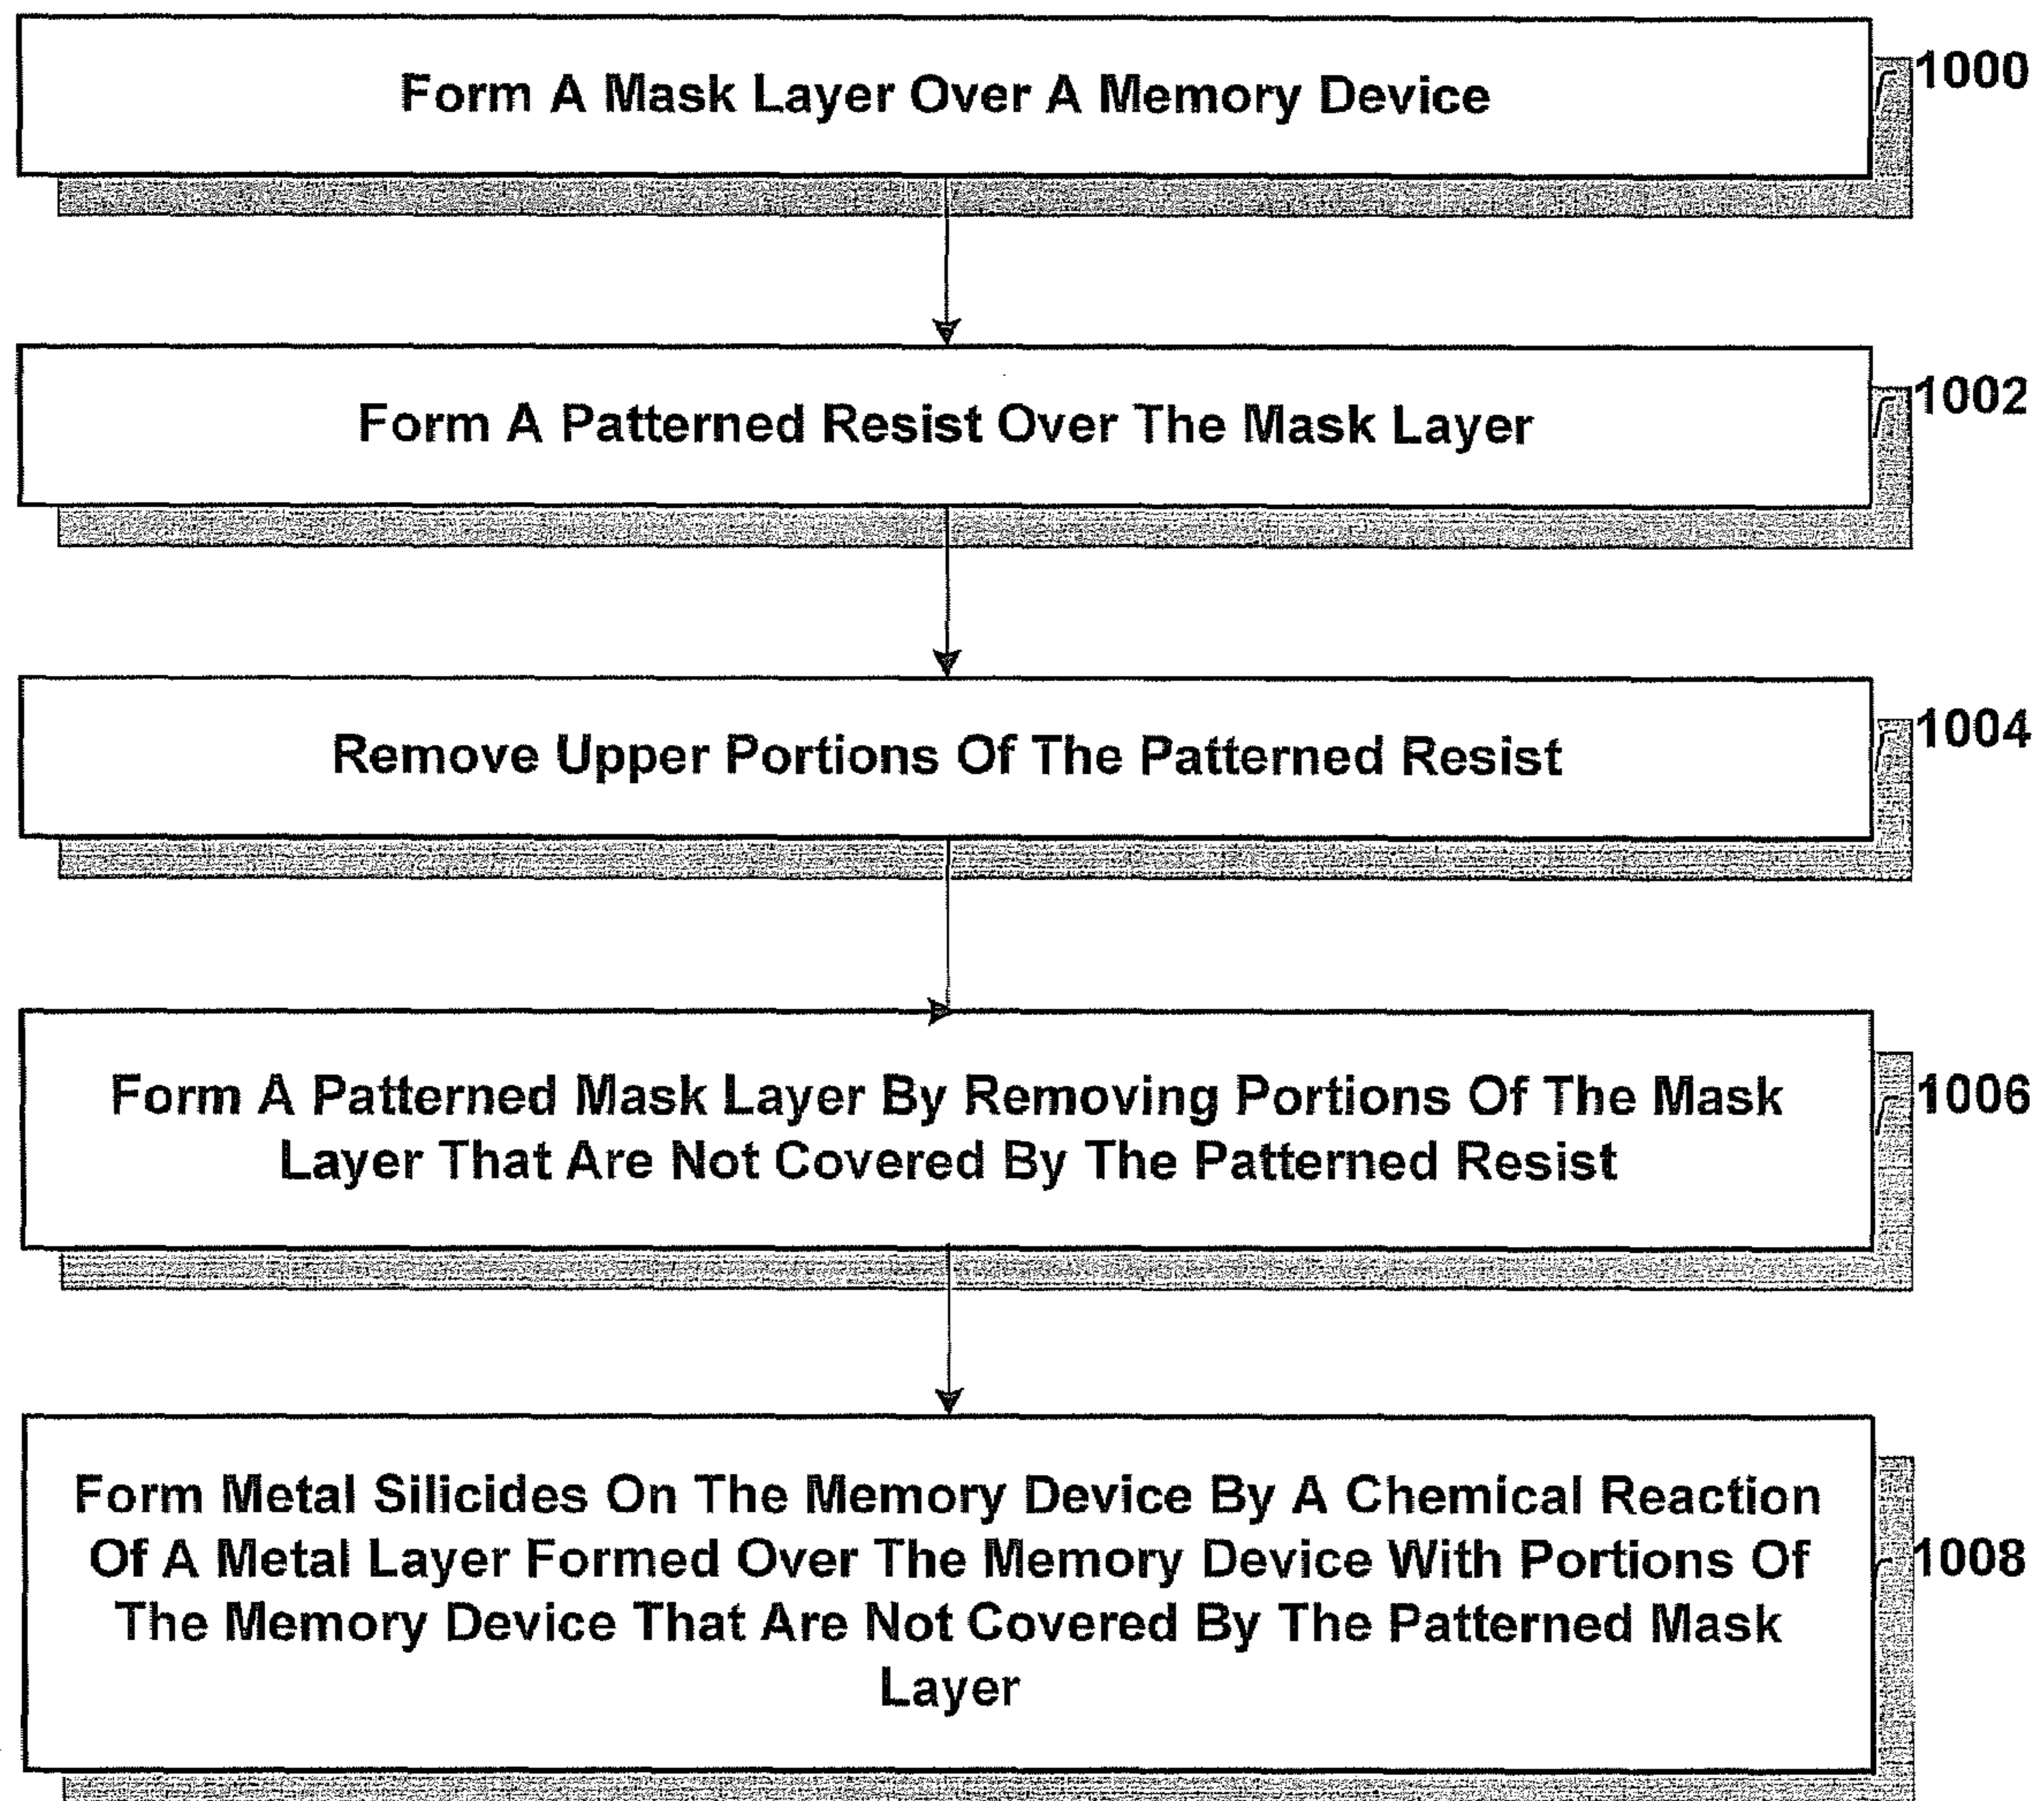 Form A Mask Layer Over A Memory Device
1000
Form A Patterned Resist Over The Mask Layer
1002
Remove Upper Portions Of The Patterned Resist
1004
Form A Patterned Mask Layer By Removing Portions Of The Mask
Layer That Are Not Covered By The Patterned Resist
1006
Form Metal Silicides On The Memory Device By A Chemical Reaction
Of A Metal Layer Formed Over The Memory Device With Portions Of
The Memory Device That Are Not Covered By The Patterned Mask
Layer
1008